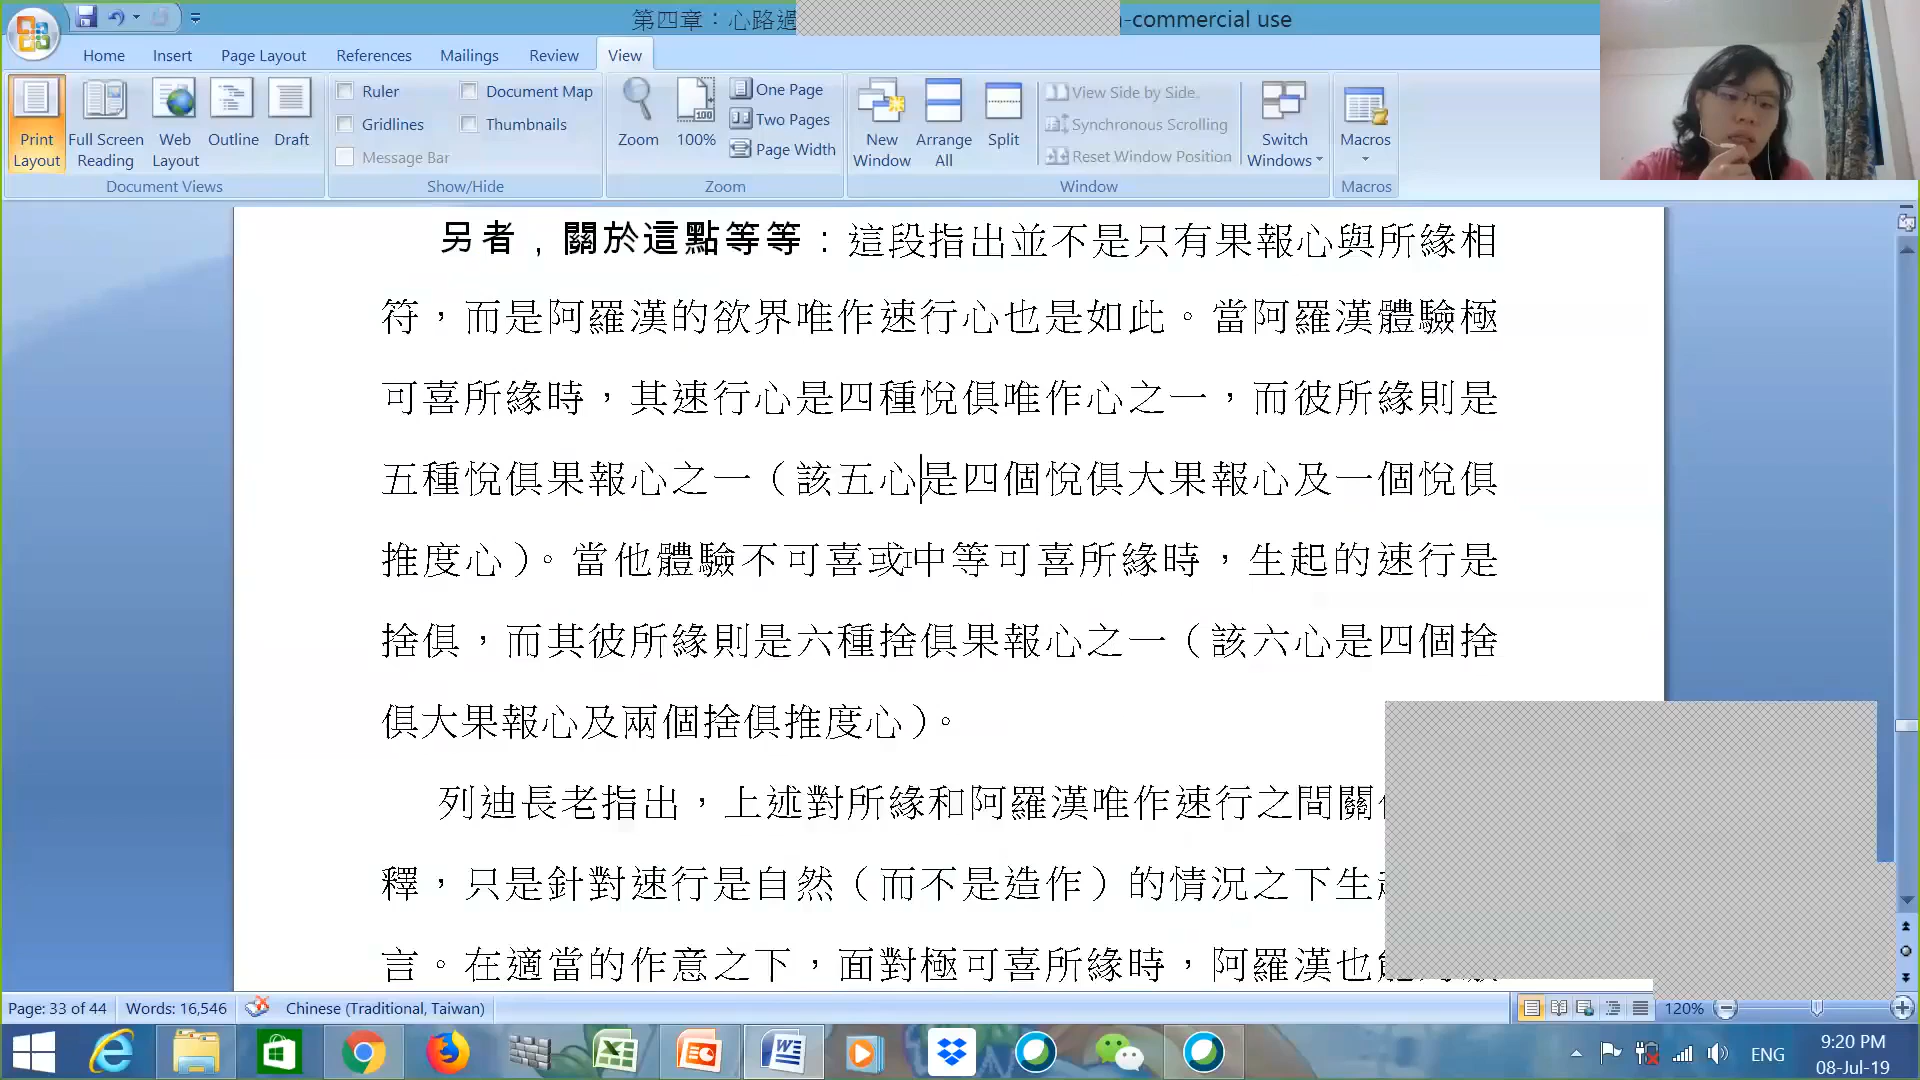 第四章：心路過
-commercial use
Home Insert Page Layout References Mailings Review View
Print Layout
Full Screen Reading
Web Layout
Outline
Draft
Document Views
Ruler
Gridlines
Message Bar
Document Map
Thumbnails
Show/Hide
Zoom
100%
One Page
Two Pages
Page Width
Zoom
New Window
Arrange All
Split
View Side by Side
Synchronous Scrolling
Reset Window Position
Switch Windows
Window
Macros
Macros
另者，關於這點等等：這段指出並不是只有果報心與所緣相
符，而是阿羅漢的欲界唯作速行心也是如此。當阿羅漢體驗極
可喜所緣時，其速行心是四種悅俱唯作心之一，而彼所緣則是
五種悅俱果報心之一（該五心是四個悅俱大果報心及一個悅俱
推度心）。當他體驗不可喜或中等可喜所緣時，生起的速行是
捨俱，而其彼所緣則是六種捨俱果報心之一（該六心是四個捨
俱大果報心及兩個捨俱推度心）。
列迪長老指出，上述對所緣和阿羅漢唯作速行之間關
釋，只是針對速行是自然（而不是造作）的情況之下生
言。在適當的作意之下，面對極可喜所緣時，阿羅漢也
Page: 33 of 44 Words: 16,546 Chinese (Traditional, Taiwan) 120%
ENG
9:20 PM
08-Jul-19